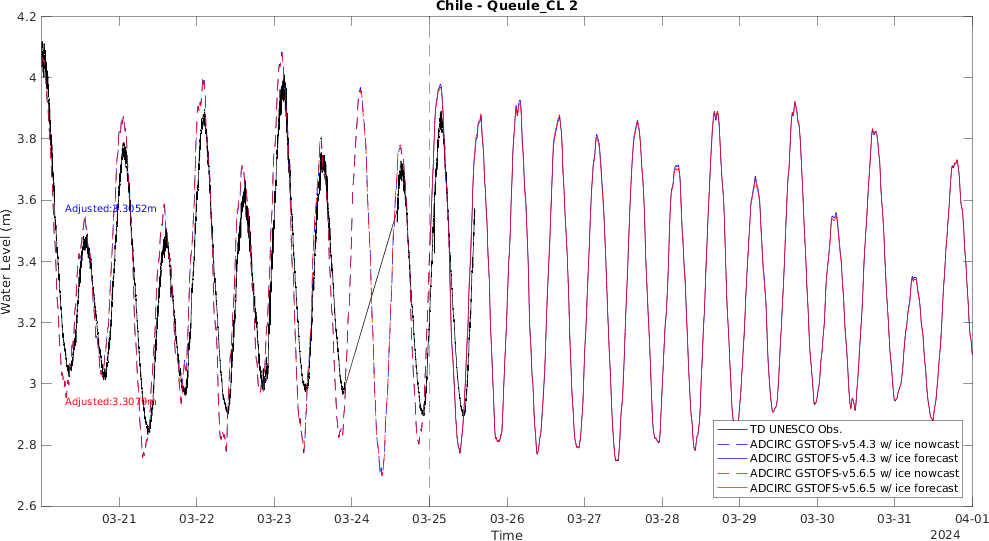 Chile - Queule_CL 2
4.2
4
3.8
3.6
3.4
3.2
3
2.8
2.6
Water Level (m)
Adjusted:3.3052m
Adjusted:3.3079m
TD UNESCO Obs.
ADCIRC GSTOFS-v5.4.3 w/ ice nowcast
ADCIRC GSTOFS-v5.4.3 w/ ice forecast
ADCIRC GSTOFS-v5.6.5 w/ ice nowcast
ADCIRC GSTOFS-v5.6.5 w/ ice forecast
03-21 03-22 03-23 03-24 03-25 03-26 03-27 03-28 03-29 03-30 03-31 04-01
Time
2024